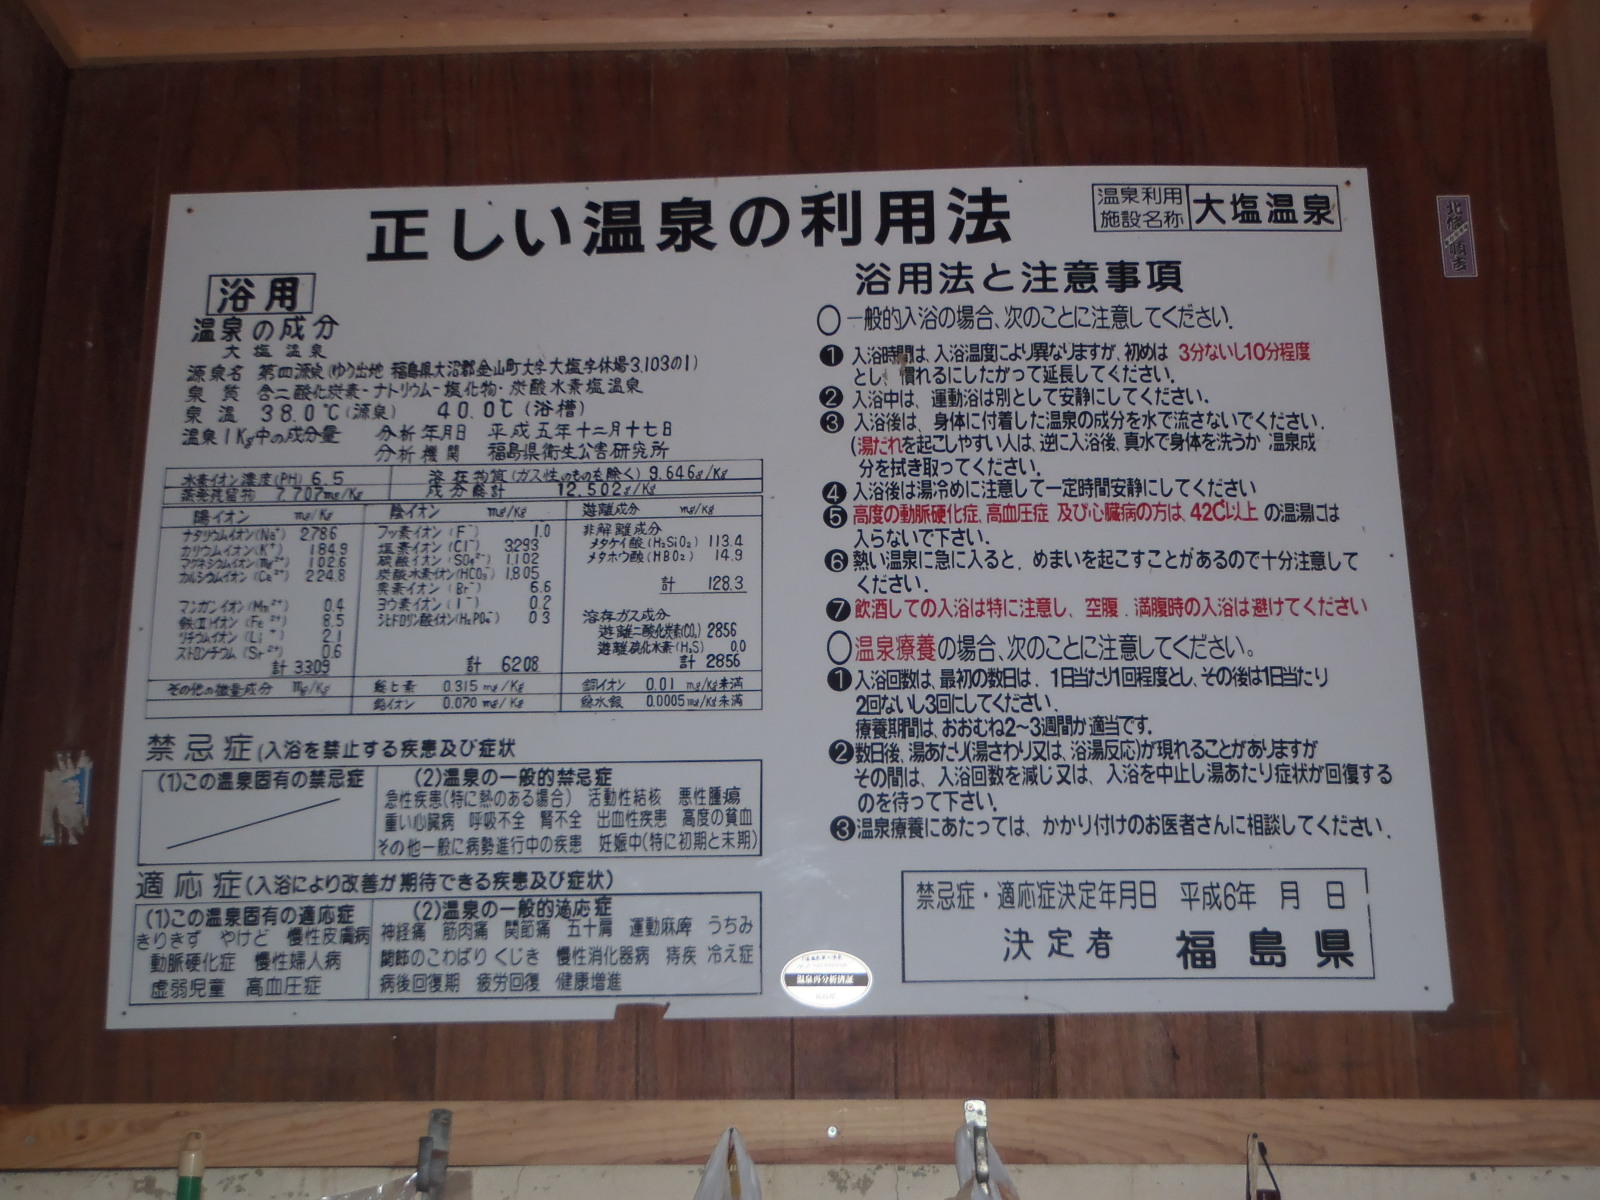 正しい温泉の利用法
温泉利用
施設名称
大塩温泉
浴用
温泉の成分
大塩温泉
源泉名 第四源泉(ゆう出地 福島県大沼郡金山町大字大塩字休場3,103の1)
泉質 含二酸化炭素-ナトリウム-塩化物・炭酸水素塩温泉
泉温 38.0℃(源泉) 40.0℃(浴槽)
温泉1Kg中の成分量 分析年月日 平成五年十二月十七日
分析機関 福島県衛生公害研究所
水素イオン濃度(PH) 6.5 溶存物質(ガス性のものを除く) 9.646g/Kg
蒸発残留物 7.707mg/Kg 成分総計 12.502g/Kg
陽イオン mg/Kg
ナタリウムイオン(Na⁺) 2786
カリウムイオン(K⁺) 184.9
マグネシウムイオン(Mg²⁺) 102.6
カルシウムイオン(Ca²⁺) 224.8
マンガンイオン(Mn²⁺) 0.4
鉄(II)イオン(Fe²⁺) 8.5
リチウムイオン(Li⁺) 2.1
ストロンチウム(Sr²⁺) 0.6
計 3309
陰イオン mg/Kg
フッ素イオン(F⁻) 1.0
塩素イオン(Cl⁻) 3293
硫酸イオン(SO₄²⁻) 1,102
炭酸水素イオン(HCO₃⁻) 1,805
臭素イオン(Br⁻) 6.6
ヨウ素イオン(I⁻) 0.2
ジヒドロリン酸イオン(H₂PO₄⁻) 0.3
計 6208
遊離成分 mg/Kg
非解離成分
メタケイ酸(H₂SiO₃) 113.4
メタホウ酸(HBO₂) 14.9
計 128.3
溶存ガス成分
遊離二酸化炭素(CO₂) 2856
遊離硫化水素(H₂S) 0.0
計 2856
その他の微量成分 mg/Kg 総ヒ素 0.315 mg/Kg 銅イオン 0.01 mg/Kg未満
鉛イオン 0.070 mg/Kg 総水銀 0.0005mg/Kg未満
禁忌症(入浴を禁止する疾患及び症状
(1)この温泉固有の禁忌症
(2)温泉の一般的禁忌症
急性疾患(特に熱のある場合) 活動性結核 悪性腫瘍
重い心臓病 呼吸不全 腎不全 出血性疾患 高度の貧血
その他一般に病勢進行中の疾患 妊娠中(特に初期と末期)
適応症(入浴により改善が期待できる疾患及び症状)
(1)この温泉固有の適応症
きりきず やけど 慢性皮膚病
動脈硬化症 慢性婦人病
虚弱児童 高血圧症
(2)温泉の一般的適応症
神経痛 筋肉痛 関節痛 五十肩 運動麻痺 うちみ
関節のこわばり くじき 慢性消化器病 痔疾 冷え症
病後回復期 疲労回復 健康増進
浴用法と注意事項
○一般的入浴の場合、次のことに注意してください.
❶入浴時間は、入浴温度により異なりますが、初めは 3分ないし10分程度
とし、慣れるにしたがって延長してください.
❷入浴中は、運動浴は別として安静にしてください.
❸入浴後は、身体に付着した温泉の成分を水で流さないでください.
(湯だれを起こしやすい人は、逆に入浴後、真水で身体を洗うか 温泉成
分を拭き取ってください.
❹入浴後は湯冷めに注意して一定時間安静にしてください
❺高度の動脈硬化症、高血圧症 及び心臓病の方は、42℃以上 の温湯には
入らないで下さい.
❻熱い温泉に急に入ると、めまいを起こすことがあるので十分注意して
ください.
❼飲酒しての入浴は特に注意し、空腹.満腹時の入浴は避けてください
○温泉療養の場合、次のことに注意してください。
❶入浴回数は、最初の数日は、1日当たり1回程度とし、その後は1日当たり
2回ないし3回にしてください.
療養期間は、おおむね2〜3週間が適当です.
❷数日後、湯あたり(湯さわり又は、浴湯反応)が現れることがありますが
その間は、入浴回数を減じ又は、入浴を中止し湯あたり症状が回復する
のを待って下さい.
❸温泉療養にあたっては、かかり付けのお医者さんに相談してください.
禁忌症・適応症決定年月日 平成6年 月 日
決定者 福島県
温泉再分析済証